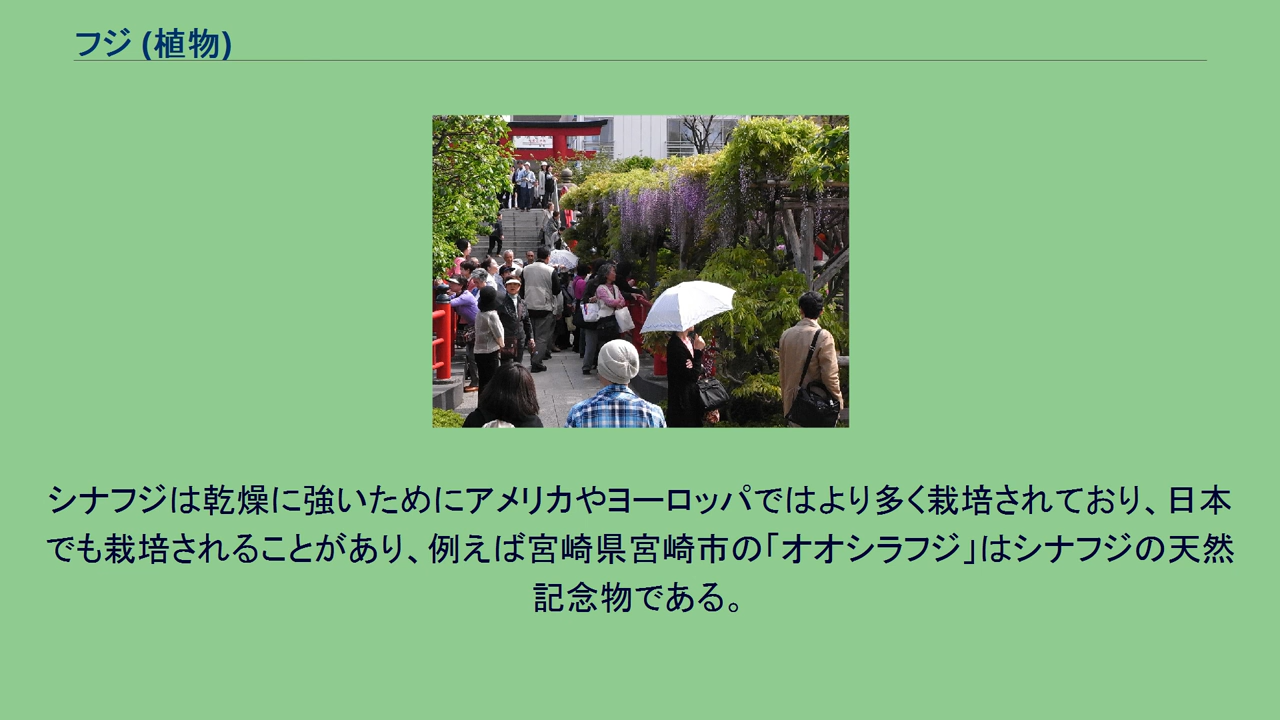 フジ (植物)
シナフジは乾燥に強いためにアメリカやヨーロッパではより多く栽培されており、日本
でも栽培されることがあり、例えば宮崎県宮崎市の「オオシラフジ」はシナフジの天然
記念物である。